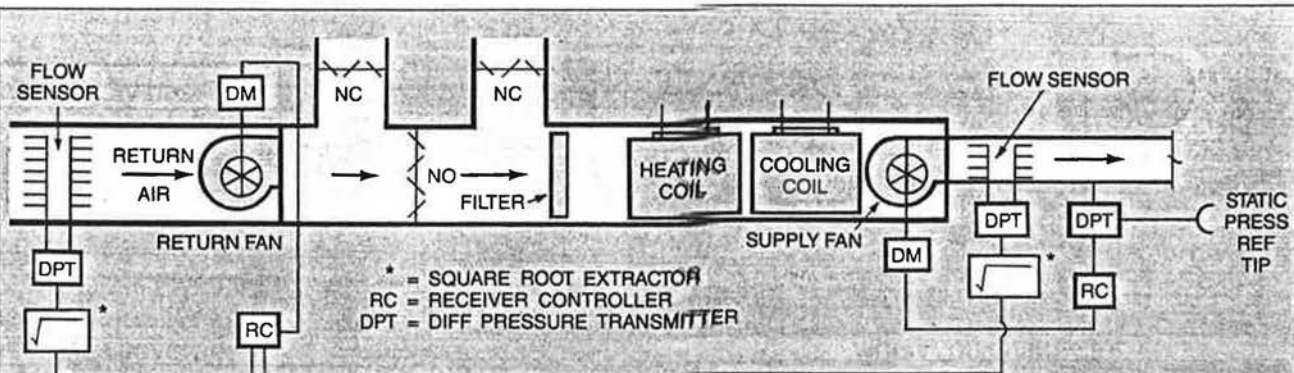 FLOW
SENSOR
DM
NC
NC
FLOW SENSOR
RETURN
AIR
NO
FILTER
HEATING
COIL
COOLING
COIL
RETURN FAN
SUPPLY FAN
DPT
DPT
DPT
STATIC
PRESS
REF
TIP
DM
RC
*
*
* = SQUARE ROOT EXTRACTOR
RC = RECEIVER CONTROLLER
DPT = DIFF PRESSURE TRANSMITTER
RC
√
√